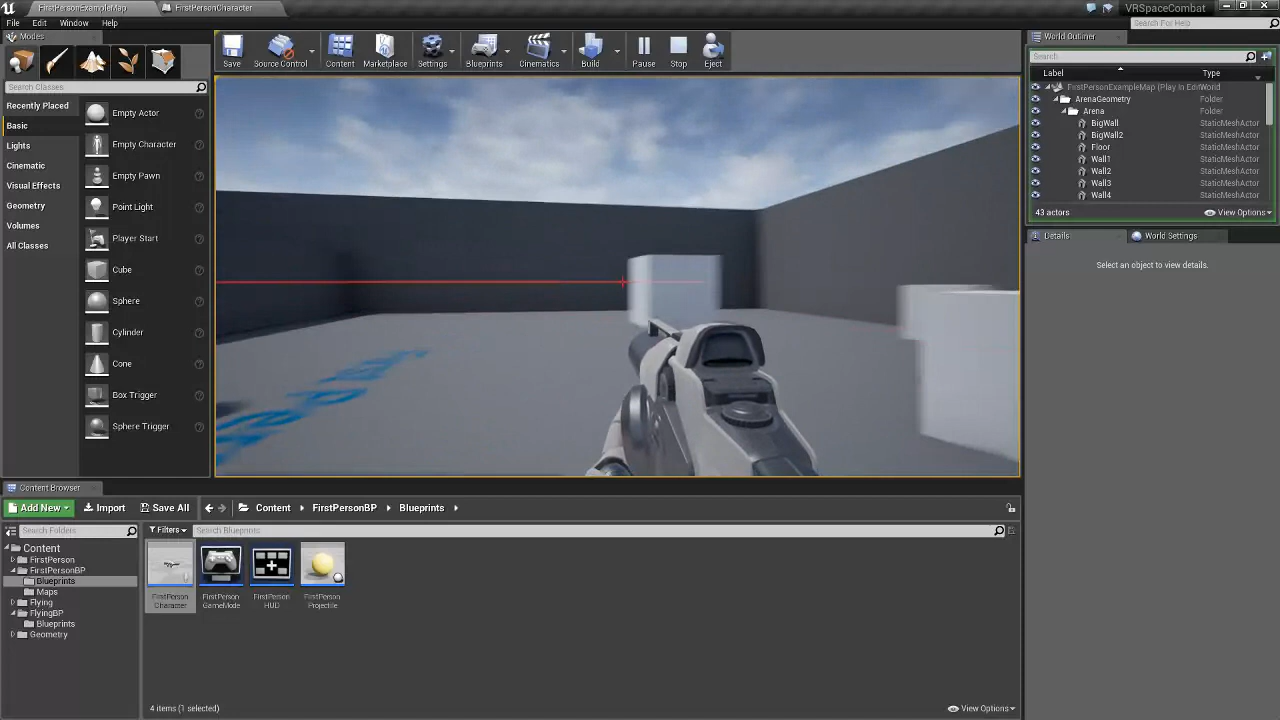 FirstPersonExampleMap
FirstPersonCharacter
VRSpaceCombat
File Edit Window Help
Search For Help
Modes
Search Classes
Recently Placed
Basic
Lights
Cinematic
Visual Effects
Geometry
Volumes
All Classes
Empty Actor
Empty Character
Empty Pawn
Point Light
Player Start
Cube
Sphere
Cylinder
Cone
Box Trigger
Sphere Trigger
Save
Source Control
Content
Marketplace
Settings
Blueprints
Cinematics
Build
Pause
Stop
Eject
World Outliner
Search
Label Type
FirstPersonExampleMap (Play In Edi World
ArenaGeometry Folder
Arena Folder
BigWall StaticMeshActor
BigWall2 StaticMeshActor
Floor StaticMeshActor
Wall1 StaticMeshActor
Wall2 StaticMeshActor
Wall3 StaticMeshActor
Wall4 StaticMeshActor
43 actors View Options
Details
World Settings
Select an object to view details.
Content Browser
Add New Import Save All Content FirstPersonBP Blueprints
Search Folders
Filters Search Blueprints
Content
FirstPerson
FirstPersonBP
Blueprints
Maps
Flying
FlyingBP
Blueprints
Geometry
FirstPerson
Character
FirstPerson
GameMode
FirstPerson
HUD
FirstPerson
Projectile
4 items (1 selected) View Options